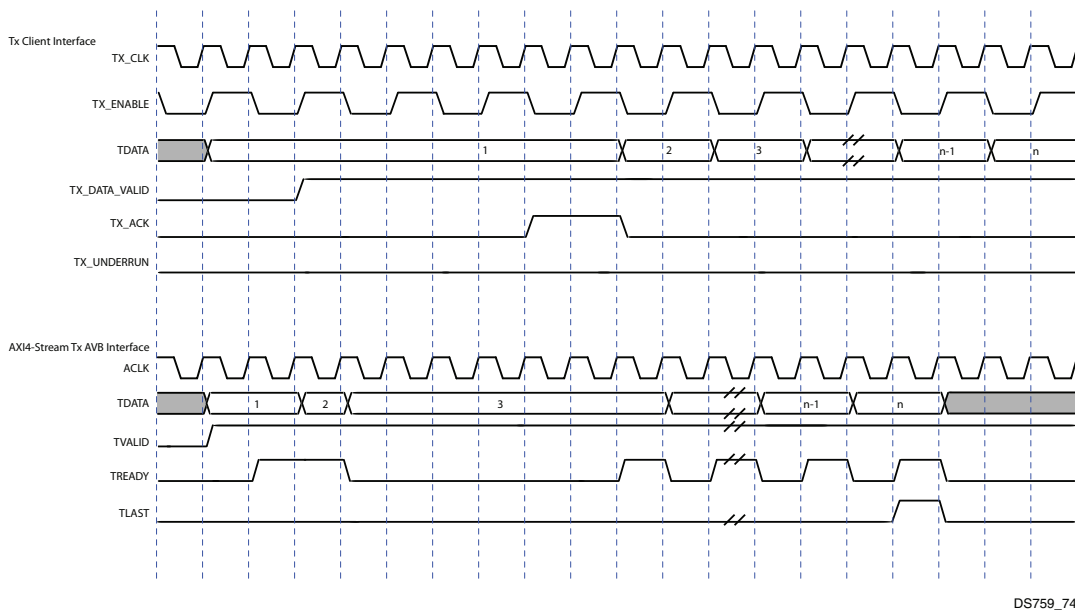 Tx Client Interface
TX_CLK
TX_ENABLE
TDATA
1 2 3 n-1 n
TX_DATA_VALID
TX_ACK
TX_UNDERRUN
AXI4-Stream Tx AVB Interface
ACLK
TDATA
1 2 3 n-1 n
TVALID
TREADY
TLAST
DS759_74